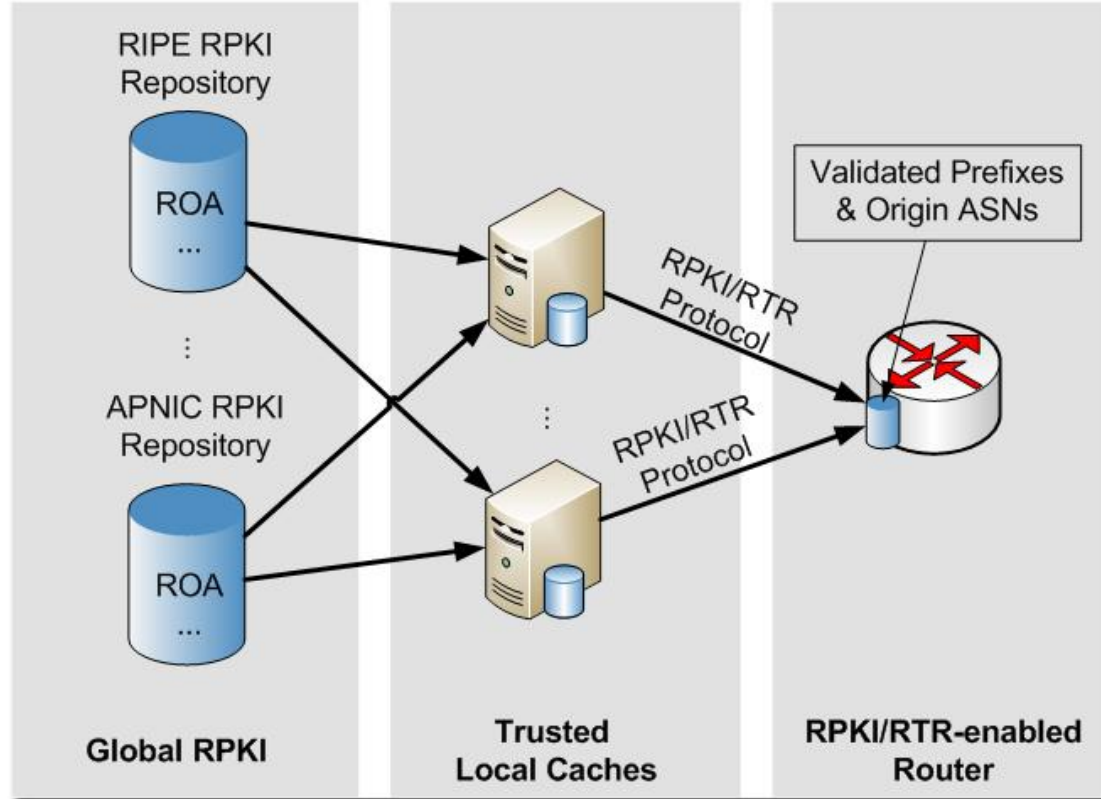 RIPE RPKI
Repository
ROA
...
⋮
APNIC RPKI
Repository
ROA
...
Global RPKI
⋮
Trusted
Local Caches
RPKI/RTR
Protocol
RPKI/RTR
Protocol
Validated Prefixes
& Origin ASNs
RPKI/RTR-enabled
Router